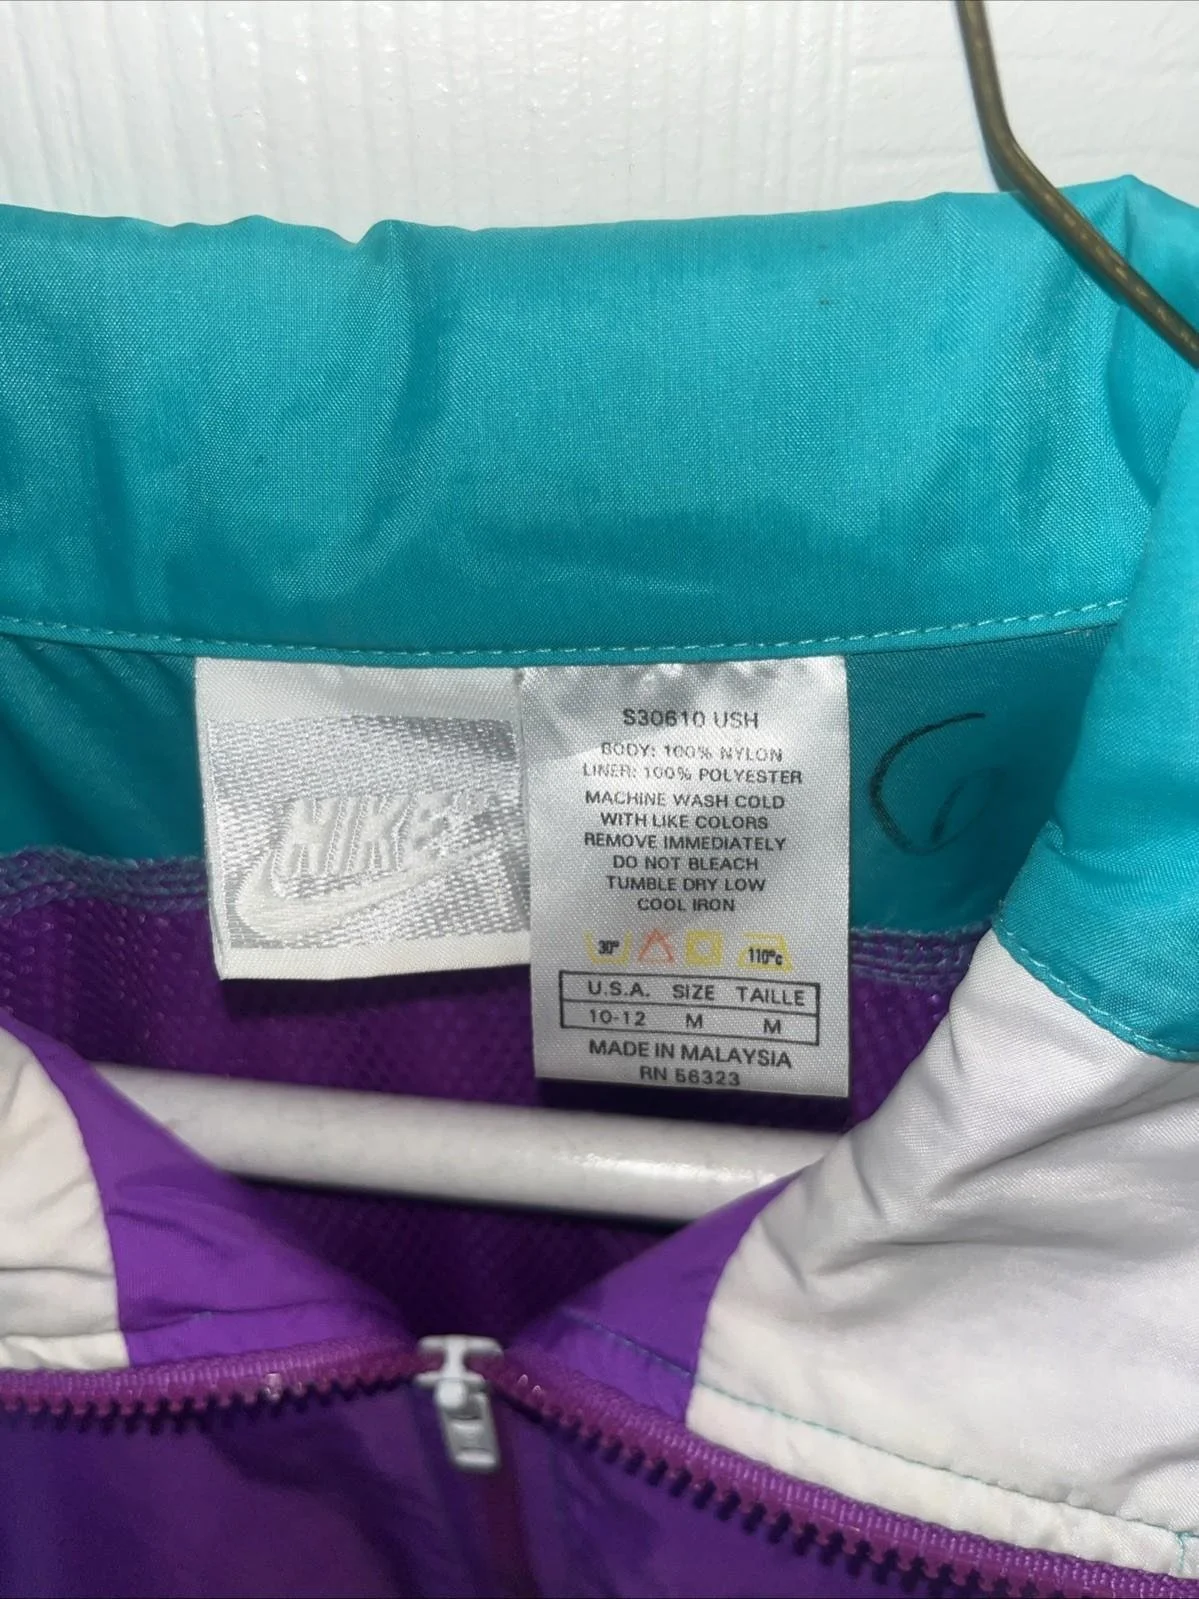 NIKE
S30610 USH
BODY: 100% NYLON
LINER: 100% POLYESTER
MACHINE WASH COLD
WITH LIKE COLORS
REMOVE IMMEDIATELY
DO NOT BLEACH
TUMBLE DRY LOW
COOL IRON
30° 110°c
U.S.A. SIZE TAILLE
10-12 M M
MADE IN MALAYSIA
RN 56323